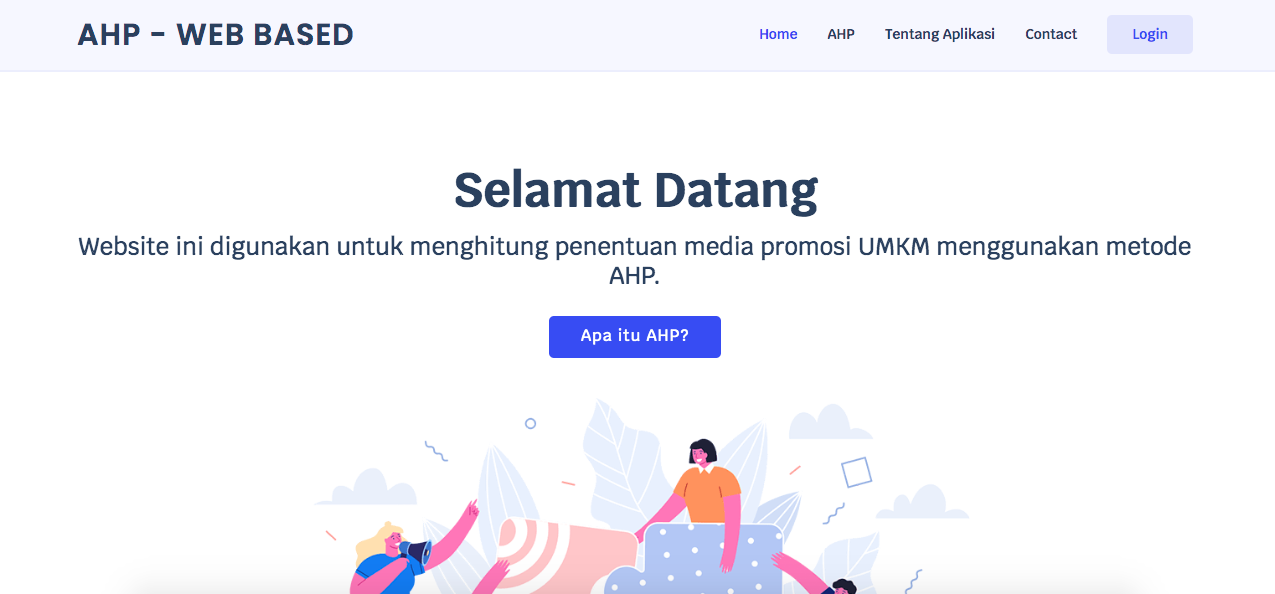 AHP - WEB BASED
Home
AHP
Tentang Aplikasi
Contact
Login
Selamat Datang
Website ini digunakan untuk menghitung penentuan media promosi UMKM menggunakan metode
AHP.
Apa itu AHP?